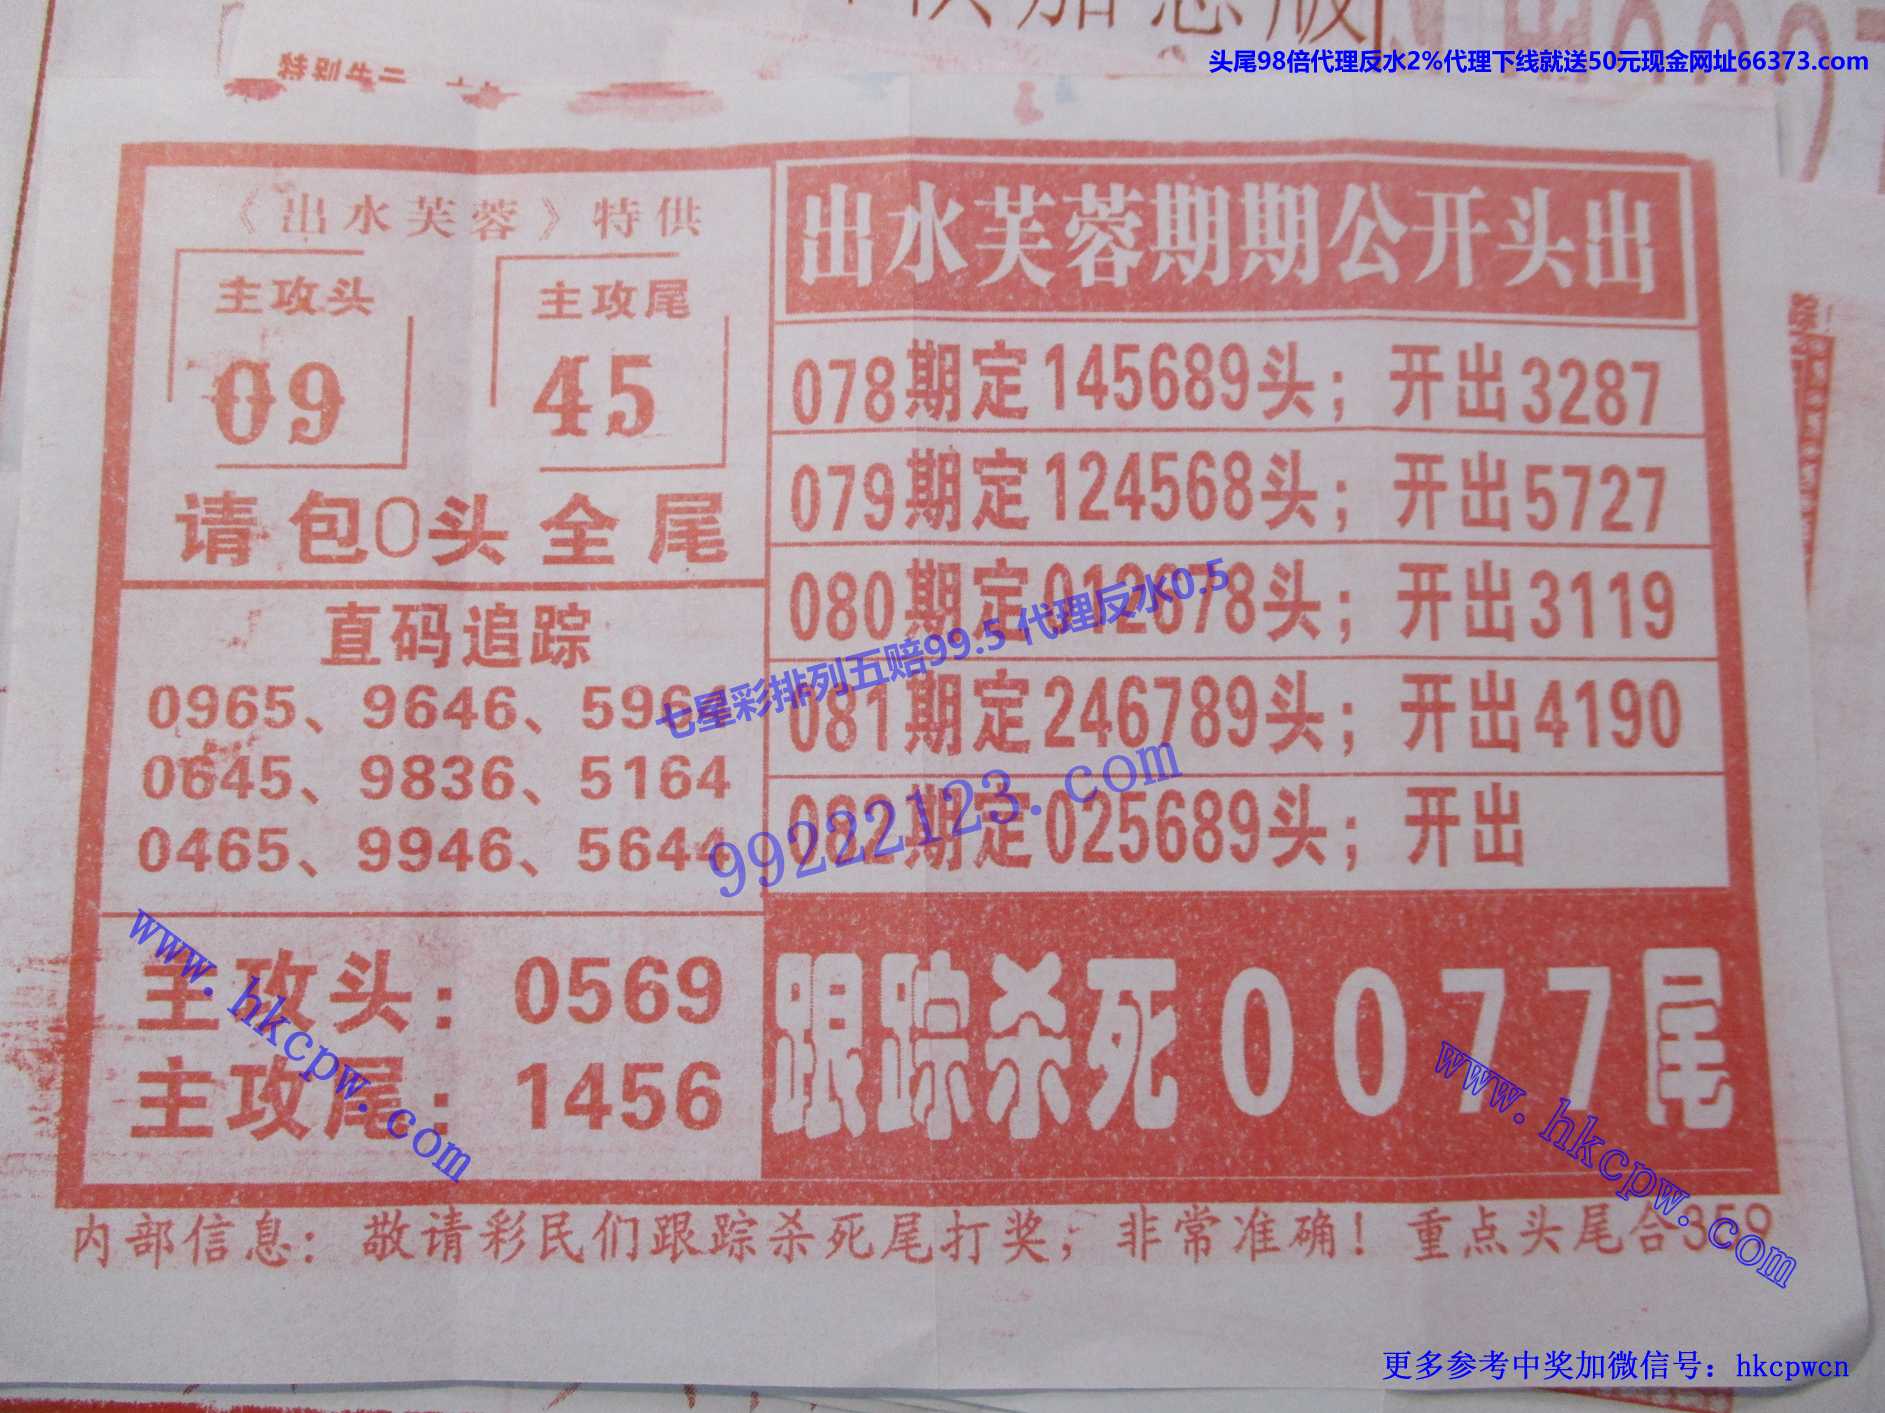 头尾98倍代理反水2%代理下线就送50元现金网址66373.com
《出水芙蓉》特供
主攻头
09
主攻尾
45
请包0头全尾
直码追踪
0965、9646、5964
0645、9836、5164
0465、9946、5644
主攻头：0569
主攻尾：1456
出水芙蓉期期公开头出
078期定145689头；开出3287
079期定124568头；开出5727
080期定012678头；开出3119
081期定246789头；开出4190
082期定025689头；开出
跟踪杀死0077尾
内部信息：敬请彩民们跟踪杀死尾打奖，非常准确！重点头尾合359
七星彩排列五赔99.5 代理反水0.5
99222123.com
www.hkcpw.com
www.hkcpw.com
更多参考中奖加微信号：hkcpwcn